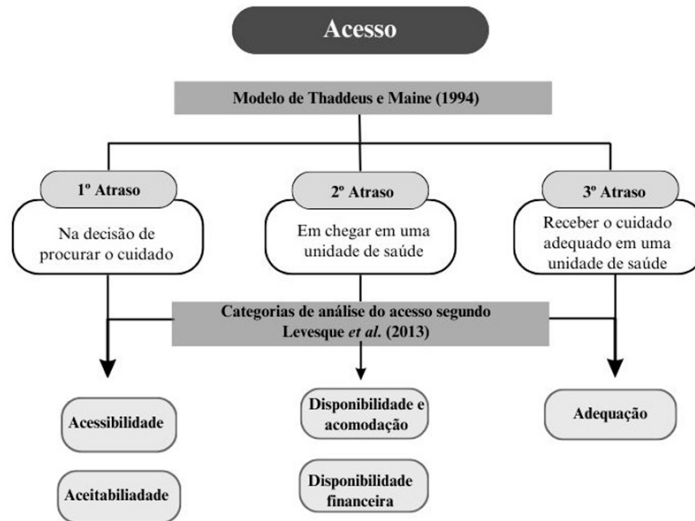 Acesso
Modelo de Thaddeus e Maine (1994)
1º Atraso
Na decisão de
procurar o cuidado
2º Atraso
Em chegar em uma
unidade de saúde
3º Atraso
Receber o cuidado
adequado em uma
unidade de saúde
Categorias de análise do acesso segundo
Levesque et al. (2013)
Acessibilidade
Aceitabiliadade
Disponibilidade e
acomodação
Disponibilidade
financeira
Adequação